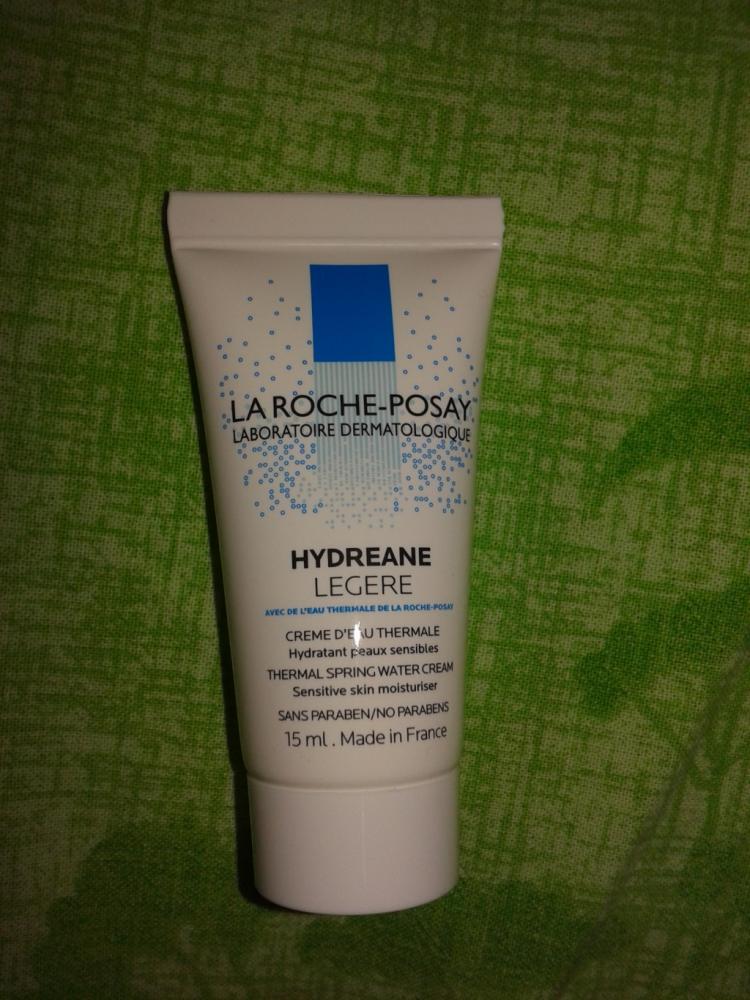 LA ROCHE-POSAY
LABORATOIRE DERMATOLOGIQUE
HYDREANE
LEGERE
AVEC DE L'EAU THERMALE DE LA ROCHE-POSAY
CREME D'EAU THERMALE
Hydratant peaux sensibles
THERMAL SPRING WATER CREAM
Sensitive skin moisturiser
SANS PARABEN/NO PARABENS
15 ml . Made in France